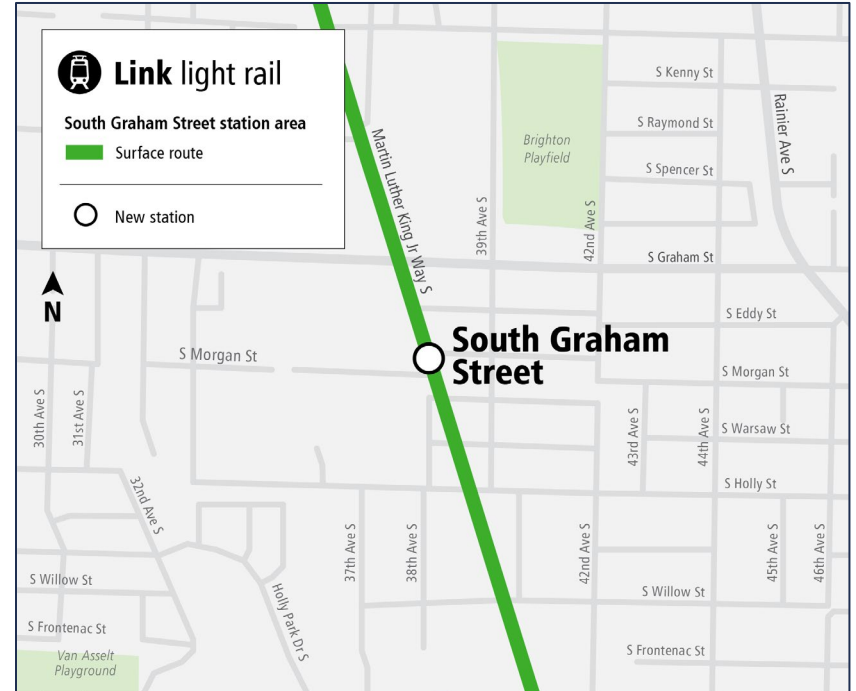 Link light rail
South Graham Street station area
Surface route
New station
N
Martin Luther King Jr Way S
39th Ave S
Brighton
Playfield
42nd Ave S
S Kenny St
S Raymond St
S Spencer St
S Graham St
Rainier Ave S
S Eddy St
South Graham
Street
S Morgan St
S Morgan St
30th Ave S
31st Ave S
43rd Ave S
44th Ave S
S Warsaw St
S Holly St
32nd Ave S
37th Ave S
38th Ave S
42nd Ave S
45th Ave S
46th Ave S
S Willow St
S Willow St
Holly Park Dr S
S Frontenac St
S Frontenac St
Van Asselt
Playground